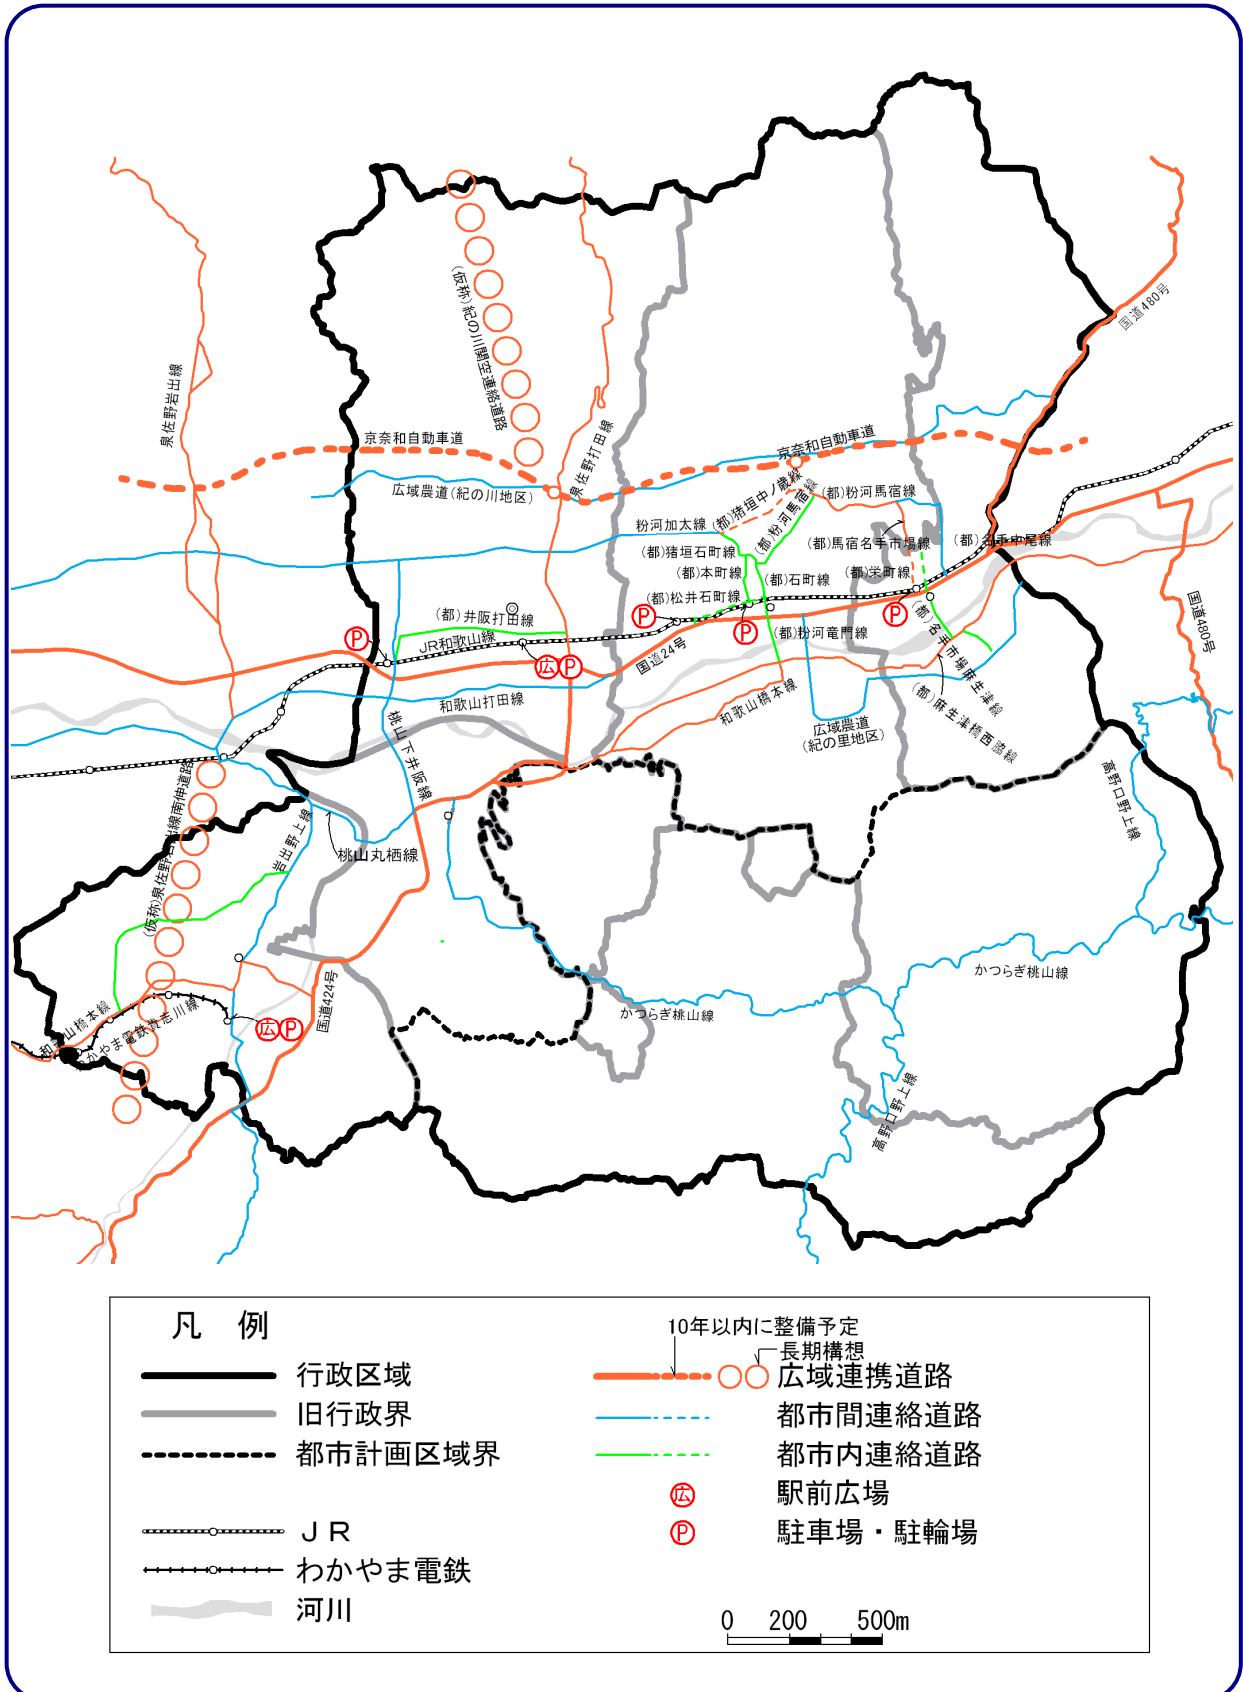 国道480号
(仮称)紀の川関空連絡道路
泉佐野岩出線
京奈和自動車道
泉佐野打田線
京奈和自動車道
広域農道(紀の川地区)
(都)猪垣中ノ歳線
(都)粉河馬宿線
(都)粉河馬宿線
粉河加太線
(都)猪垣石町線
(都)馬宿名手市場線
(都)名手中尾線
(都)本町線
(都)石町線
(都)栄町線
(都)松井石町線
(都)井阪打田線
P
P
P
P
JR和歌山線
(都)粉河竜門線
(都)名手市場麻生津線
国道480号
国道24号
広
P
和歌山打田線
和歌山橋本線
広域農道
(紀の里地区)
(都)麻生津橋西脇線
桃山下井阪線
高野口野上線
(仮称)泉佐野岩出線南伸道路
岩出野上線
桃山丸栖線
かつらぎ桃山線
かつらぎ桃山線
国道424号
和歌山橋本線
わかやま電鉄貴志川線
広
P
高野口野上線
凡 例
行政区域
旧行政界
都市計画区域界
JR
わかやま電鉄
河川
10年以内に整備予定
長期構想
広域連携道路
都市間連絡道路
都市内連絡道路
広 駅前広場
P 駐車場・駐輪場
0 200 500m